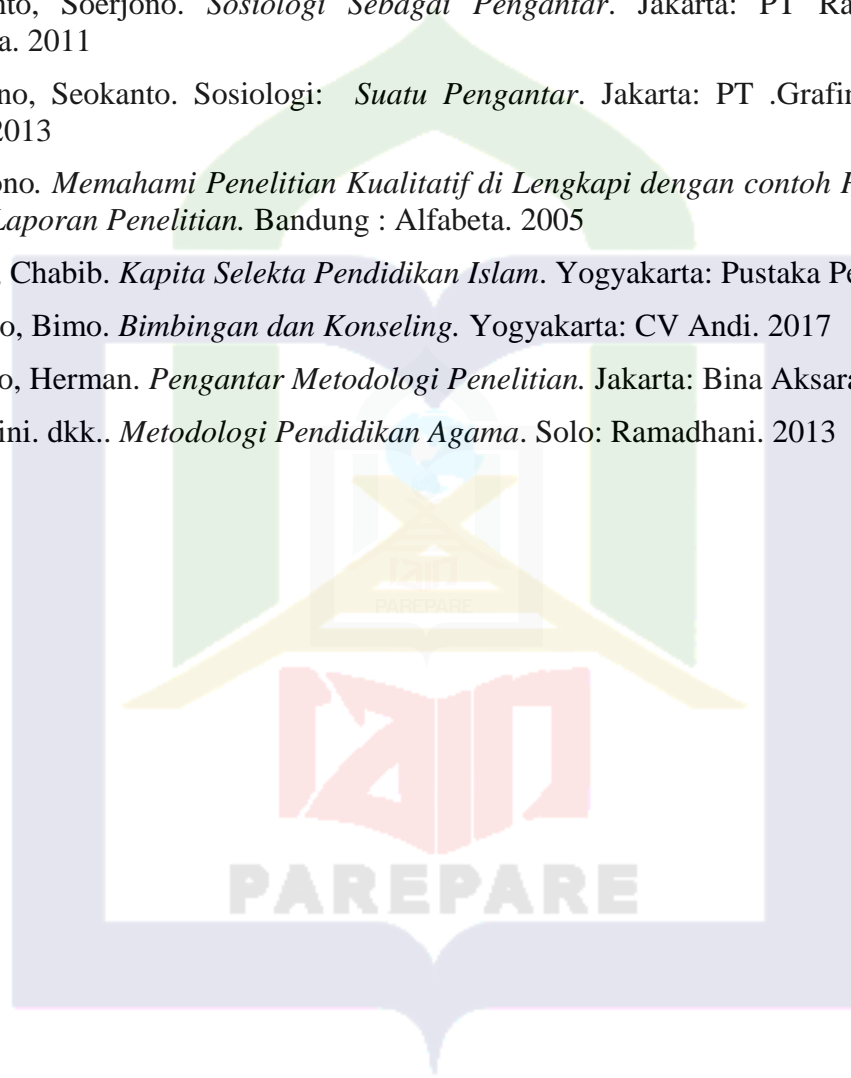 nto, Soerjono. Sosiologi Sebagai Pengantar. Jakarta: PT Ra
a. 2011
no, Seokanto. Sosiologi: Suatu Pengantar. Jakarta: PT .Grafin
2013
ono. Memahami Penelitian Kualitatif di Lengkapi dengan contoh
Laporan Penelitian. Bandung : Alfabeta. 2005
, Chabib. Kapita Selekta Pendidikan Islam. Yogyakarta: Pustaka Pe
o, Bimo. Bimbingan dan Konseling. Yogyakarta: CV Andi. 2017
o, Herman. Pengantar Metodologi Penelitian. Jakarta: Bina Aksara
ini. dkk.. Metodologi Pendidikan Agama. Solo: Ramadhani. 2013
iain
PAREPARE
iain
PAREPARE